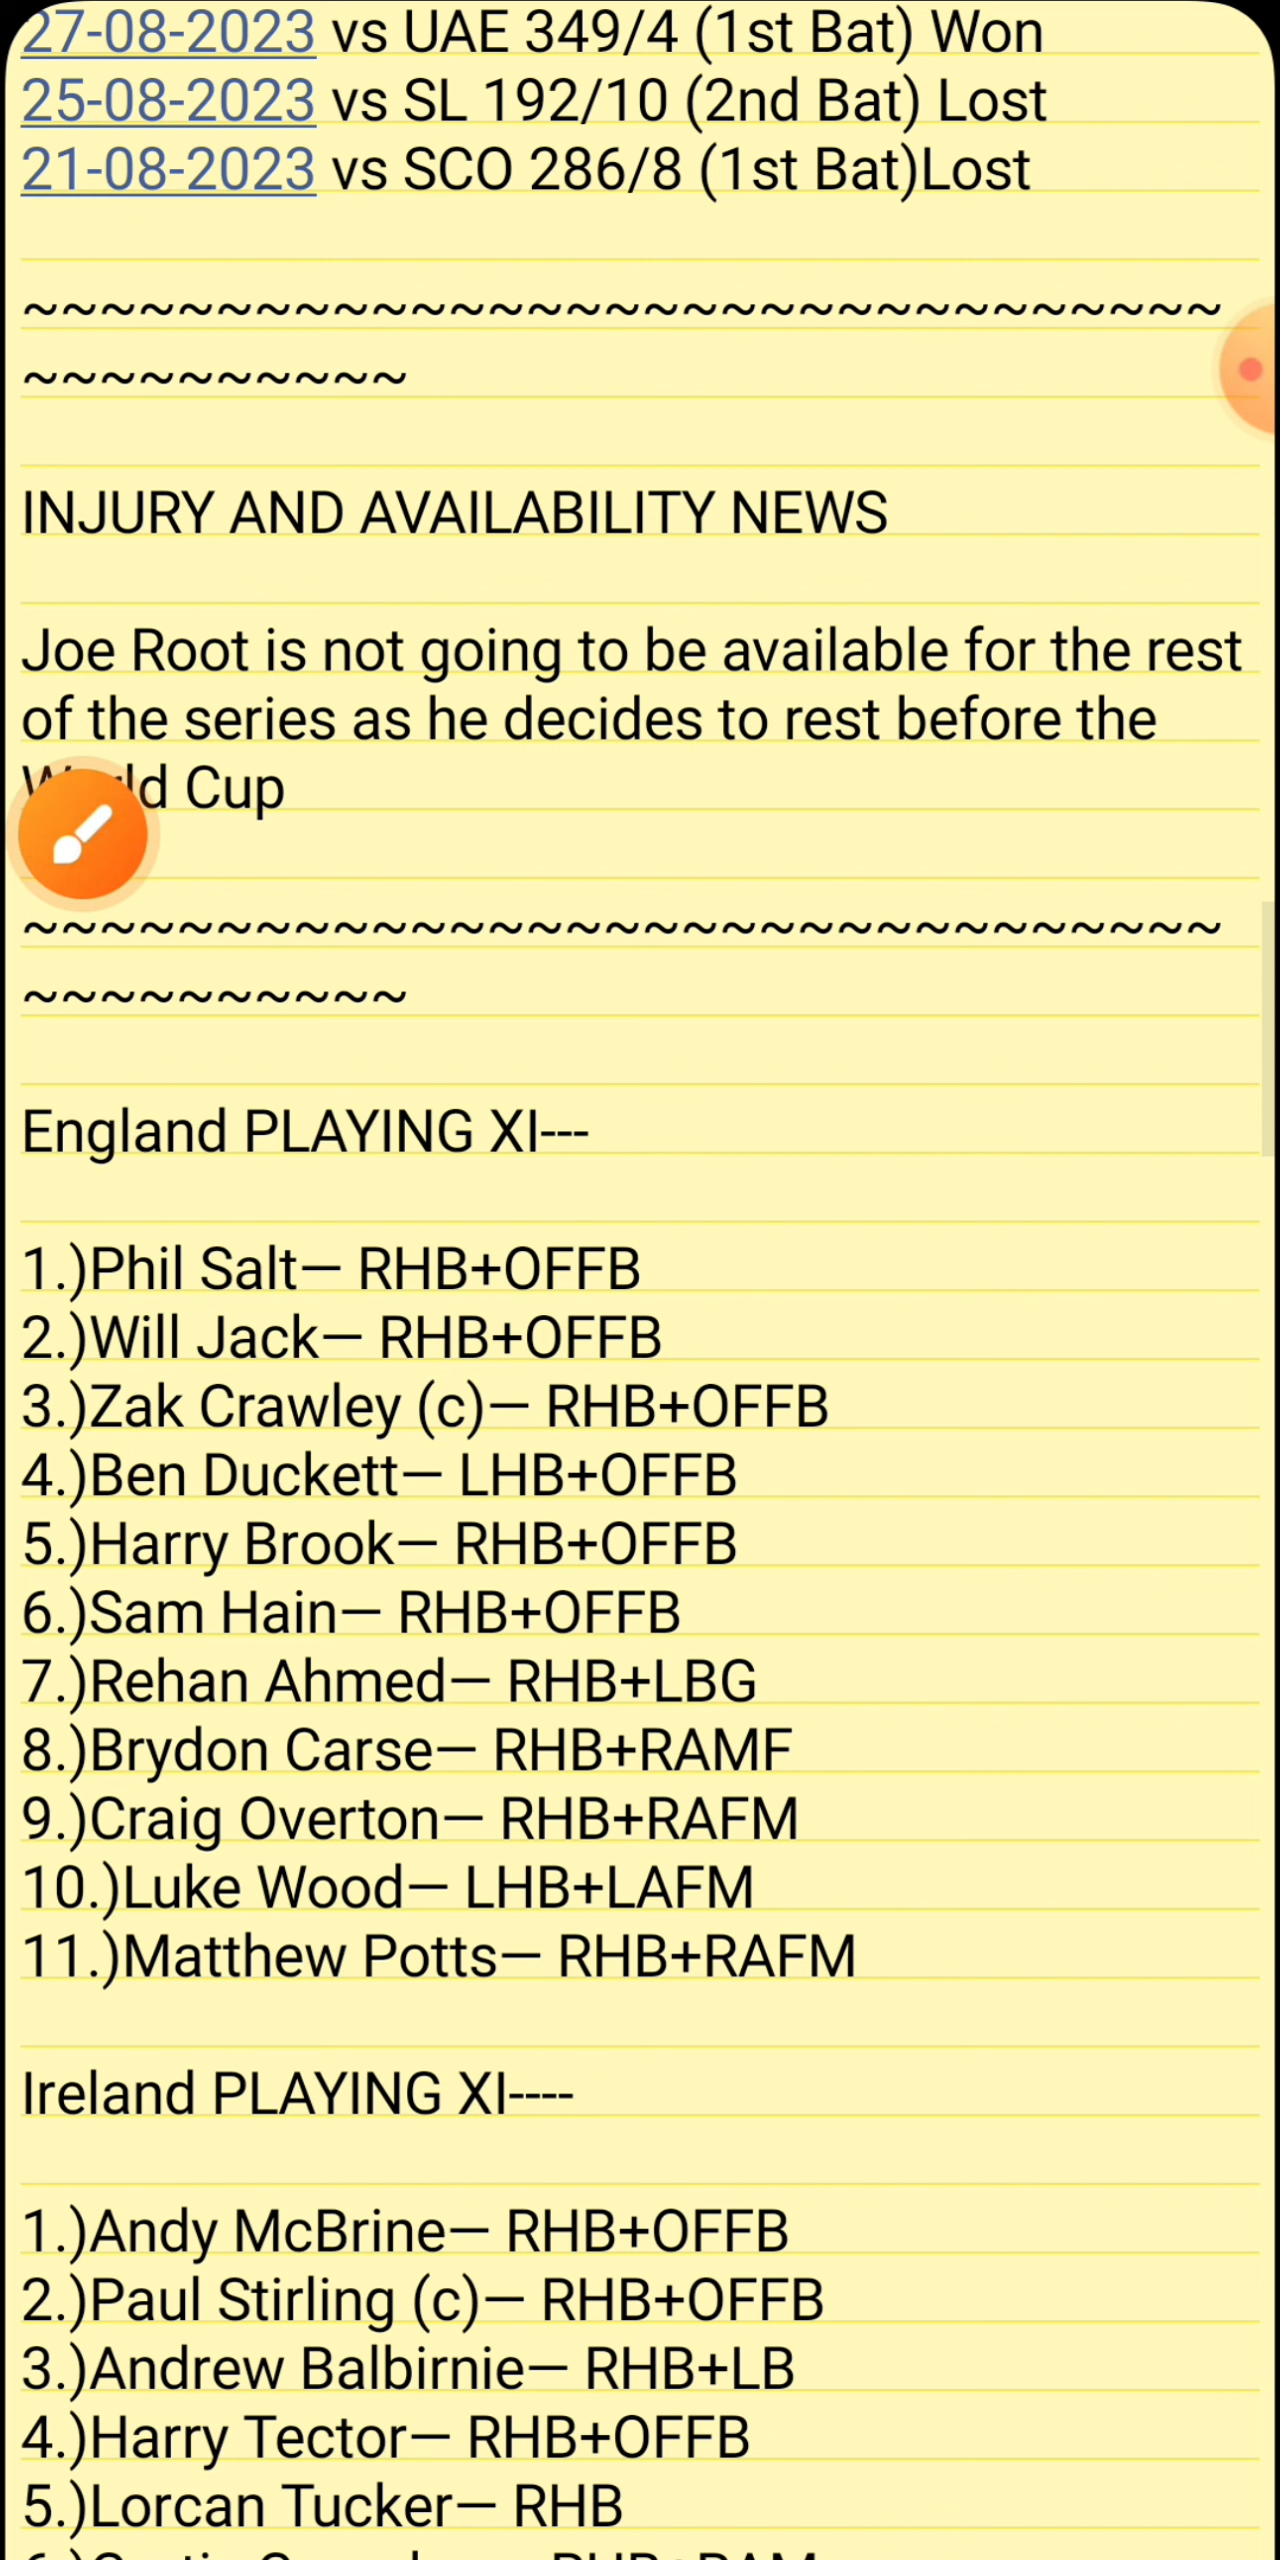 27-08-2023 vs UAE 349/4 (1st Bat) Won
25-08-2023 vs SL 192/10 (2nd Bat) Lost
21-08-2023 vs SCO 286/8 (1st Bat)Lost
~~~~~~~~~~~~~~~~~~~~~~~~~~~~~~~
~~~~~~~~~~
INJURY AND AVAILABILITY NEWS
Joe Root is not going to be available for the rest
of the series as he decides to rest before the
World Cup
~~~~~~~~~~~~~~~~~~~~~~~~~~~~~~~
~~~~~~~~~~
England PLAYING XI---
1.)Phil Salt— RHB+OFFB
2.)Will Jack— RHB+OFFB
3.)Zak Crawley (c)— RHB+OFFB
4.)Ben Duckett— LHB+OFFB
5.)Harry Brook— RHB+OFFB
6.)Sam Hain— RHB+OFFB
7.)Rehan Ahmed— RHB+LBG
8.)Brydon Carse— RHB+RAMF
9.)Craig Overton— RHB+RAFM
10.)Luke Wood— LHB+LAFM
11.)Matthew Potts— RHB+RAFM
Ireland PLAYING XI----
1.)Andy McBrine— RHB+OFFB
2.)Paul Stirling (c)— RHB+OFFB
3.)Andrew Balbirnie— RHB+LB
4.)Harry Tector— RHB+OFFB
5.)Lorcan Tucker— RHB